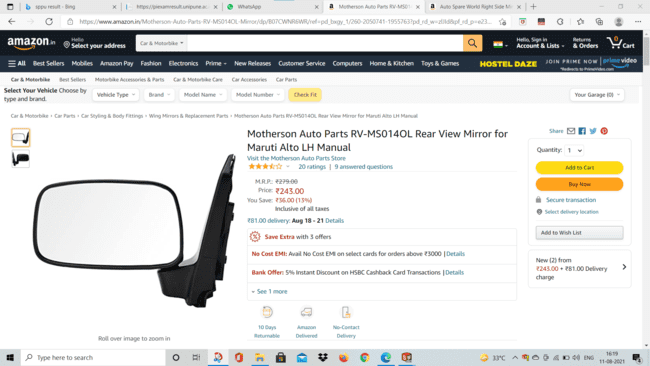 oppu result - Bing
https://piesanmresult.unipune.a
WhatsApp
Motherson Auto Parts RV-MS01
Auto Spare World Right Side M
https://www.amazon.in/Motherson-Auto-Parts-RV-MS014OL-Mirror/dp/B07CWNWWR/ref=pd_bxgy_1/260-2050741-1955763?pd_rd_w=
amazon.in
Hello
Select your address
Car & Motorbike
Hello, Sign in
Account & Lists
Returns
& Orders
0
Cart
All
Best Sellers
Mobiles
Amazon Pay
Fashion
Electronics
Prime
New Releases
Customer Service
Computers
Home & Kitchen
Toys & Games
HOSTEL DAZE
JOIN PRIME NOW
*Redirects to PrimeVideo.com
prime video
Car & Motorbike
Best Sellers
Motorbike Accessories & Parts
Car & Motorbike Care
Car Accessories
Car Parts
Select Your Vehicle Choose by
type and brand.
Vehicle Type
Brand
Model Name
Model Number
Check Fit
Your Garage (0)
Car & Motorbike › Car Parts › Car Styling & Body Fittings › Wing Mirrors & Replacement Parts › Motherson Auto Parts RV-MS014OL Rear View Mirror for Maruti Alto LH Manual
Motherson Auto Parts RV-MS014OL Rear View Mirror for
Maruti Alto LH Manual
Visit the Motherson Auto Parts Store
20 ratings | 9 answered questions
M.R.P.: ₹279.00
Price: ₹243.00
You Save: ₹36.00 (13%)
Inclusive of all taxes
₹81.00 delivery: Aug 18 - 21 Details
Save Extra with 3 offers
No Cost EMI: Avail No Cost EMI on select cards for orders above ₹3000 |Details
Bank Offer: 5% Instant Discount on HSBC Cashback Card Transactions |Details
See 1 more
10 Days
Returnable
Amazon
Delivered
No-Contact
Delivery
Roll over image to zoom in
Share
Quantity: 1
Add to Cart
Buy Now
Secure transaction
Select delivery location
Add to Wish List
New (2) from
₹243.00 + ₹81.00 Delivery
charge
Type here to search
33°C
ENG
16:19
11-08-2021